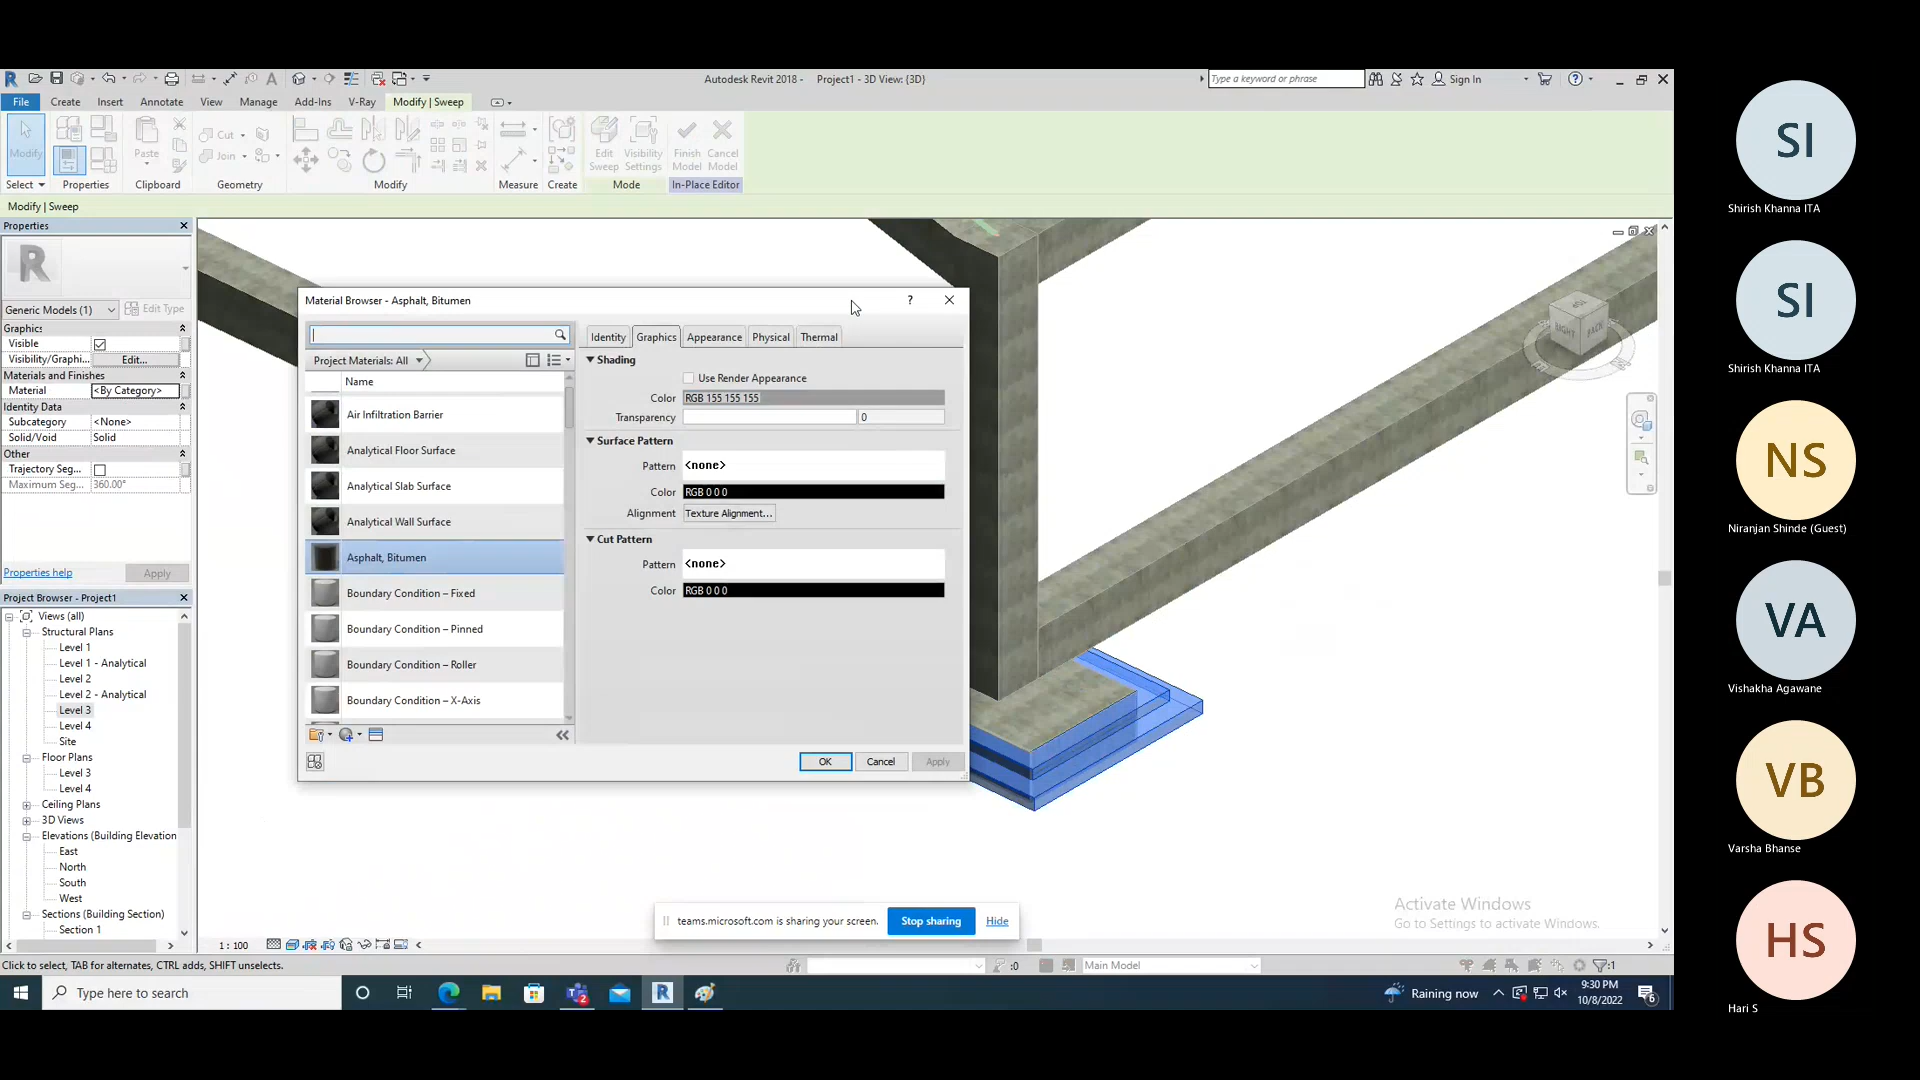 Autodesk Revit 2018 -    Project1 - 3D View: {3D}
Type a keyword or phrase
Sign In
File
Create
Insert
Annotate
View
Manage
Add-Ins
V-Ray
Modify | Sweep
Modify
Paste
Cut
Join
Edit Sweep
Visibility Settings
Finish Model
Cancel Model
Select
Properties
Clipboard
Geometry
Modify
Measure
Create
Mode
In-Place Editor
Modify | Sweep
Properties
Generic Models (1)
Edit Type
Graphics
Visible
Visibility/Graphi...
Edit...
Materials and Finishes
Material
<By Category>
Identity Data
Subcategory
<None>
Solid/Void
Solid
Other
Trajectory Seg...
Maximum Seg...
360.00°
Properties help
Apply
Project Browser - Project1
Views (all)
Structural Plans
Level 1
Level 1 - Analytical
Level 2
Level 2 - Analytical
Level 3
Level 4
Site
Floor Plans
Level 3
Level 4
Ceiling Plans
3D Views
Elevations (Building Elevation
East
North
South
West
Sections (Building Section)
Section 1
Material Browser - Asphalt, Bitumen
?
Project Materials: All
Name
Air Infiltration Barrier
Analytical Floor Surface
Analytical Slab Surface
Analytical Wall Surface
Asphalt, Bitumen
Boundary Condition – Fixed
Boundary Condition – Pinned
Boundary Condition – Roller
Boundary Condition – X-Axis
Identity
Graphics
Appearance
Physical
Thermal
Shading
Use Render Appearance
Color
RGB 155 155 155
Transparency
0
Surface Pattern
Pattern
<none>
Color
RGB 0 0 0
Alignment
Texture Alignment...
Cut Pattern
Pattern
<none>
Color
RGB 0 0 0
OK
Cancel
Apply
TOP
RIGHT
BACK
teams.microsoft.com is sharing your screen.
Stop sharing
Hide
Activate Windows
Go to Settings to activate Windows.
1 : 100
Click to select, TAB for alternates, CTRL adds, SHIFT unselects.
:0
Main Model
:1
Type here to search
2
Raining now
9:30 PM
10/8/2022
6
SI
Shirish Khanna ITA
SI
Shirish Khanna ITA
NS
Niranjan Shinde (Guest)
VA
Vishakha Agawane
VB
Varsha Bhanse
HS
Hari S